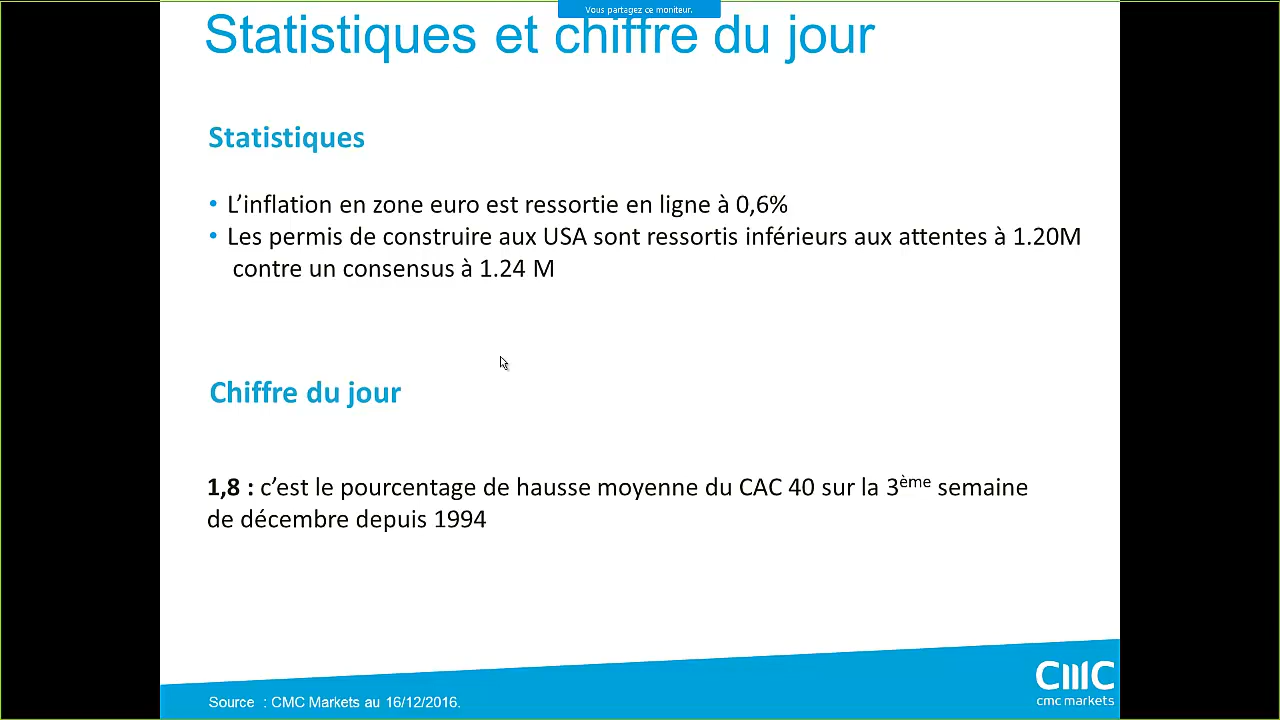 Vous partagez ce moniteur.
Statistiques et chiffre du jour
Statistiques
• L’inflation en zone euro est ressortie en ligne à 0,6%
• Les permis de construire aux USA sont ressortis inférieurs aux attentes à 1.20M
contre un consensus à 1.24 M
Chiffre du jour
1,8 : c’est le pourcentage de hausse moyenne du CAC 40 sur la 3ème semaine
de décembre depuis 1994
CMC
cmc markets
Source : CMC Markets au 16/12/2016.